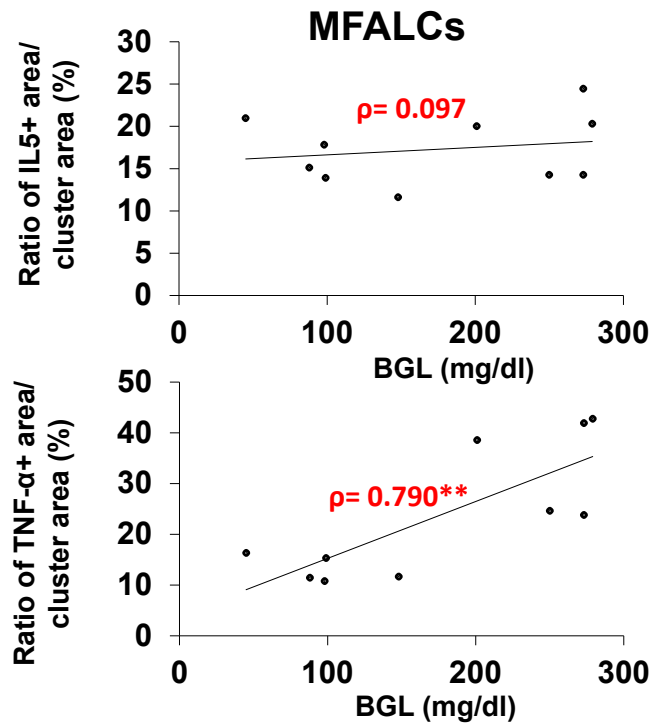 MFALCs
Ratio of IL5+ area/
cluster area (%)
30
25
20
15
10
5
0
ρ= 0.097
0 100 200 300
BGL (mg/dl)
Ratio of TNF-α+ area/
cluster area (%)
50
40
30
20
10
0
ρ= 0.790**
0 100 200 300
BGL (mg/dl)